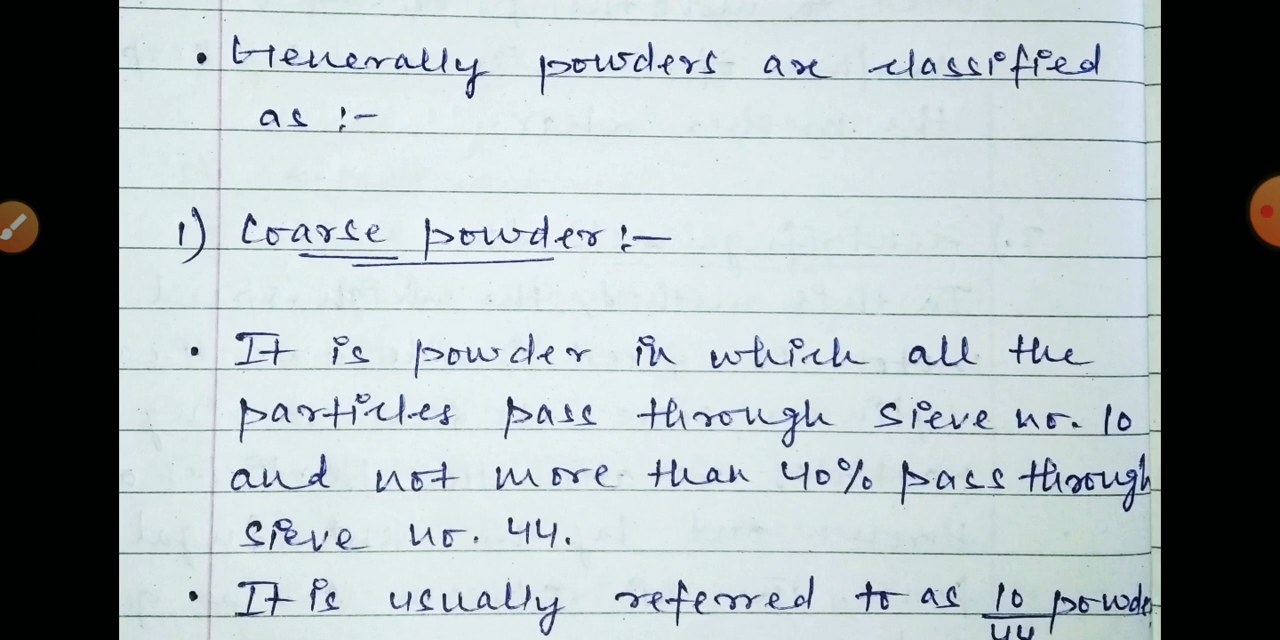 • Generally powders are classified
as :-
1) Coarse powder :-
• It is powder in which all the
particles pass through sieve no. 10
and not more than 40% pass through
sieve no. 44.
• It is usually referred to as 10/44 powde